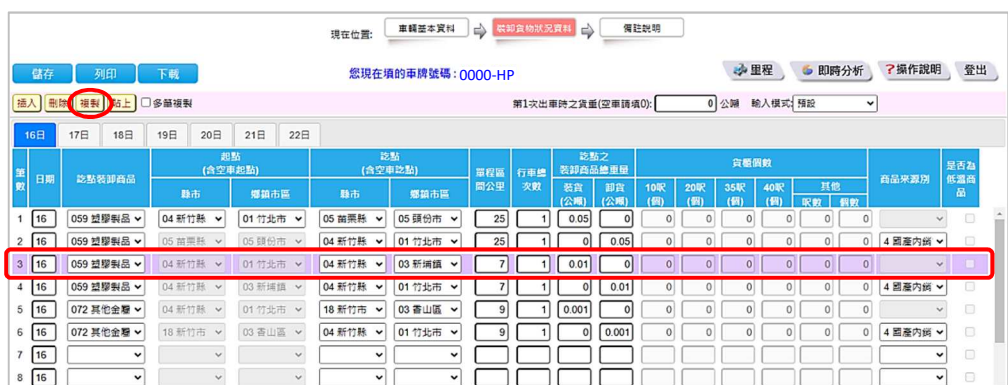 現在位置: 車輛基本資料 裝卸貨物狀況資料 備註說明
儲存 列印 下載 您現在填的車牌號碼:0000-HP 里程 即時分析 ?操作說明 登出
插入 刪除 複製 貼上 多筆複製 第1次出車時之貨重(空車請填0): 0 公噸 輸入模式: 預設
16日 17日 18日 19日 20日 21日 22日
筆數 日期 訖點裝卸商品 起點(含空車起點) 訖點(含空車訖點) 單程區間公里 行車總次數 訖點之裝卸商品總重量 貨櫃個數 商品來源別 是否為低溫商品
縣市 鄉鎮市區 縣市 鄉鎮市區 裝貨(公噸) 卸貨(公噸) 10呎(個) 20呎(個) 35呎(個) 40呎(個) 其他
呎數 個數
1 16 059 塑膠製品 04 新竹縣 01 竹北市 05 苗栗縣 05 頭份市 25 1 0.05 0 0 0 0 0 0 0
2 16 059 塑膠製品 05 苗栗縣 05 頭份市 04 新竹縣 01 竹北市 25 1 0 0.05 0 0 0 0 0 0 4 國產內銷
3 16 059 塑膠製品 04 新竹縣 01 竹北市 04 新竹縣 03 新埔鎮 7 1 0.01 0 0 0 0 0 0 0
4 16 059 塑膠製品 04 新竹縣 03 新埔鎮 04 新竹縣 01 竹北市 7 1 0 0.01 0 0 0 0 0 0 4 國產內銷
5 16 072 其他金屬 04 新竹縣 01 竹北市 18 新竹市 03 香山區 9 1 0.001 0 0 0 0 0 0 0
6 16 072 其他金屬 18 新竹市 03 香山區 04 新竹縣 01 竹北市 9 1 0 0.001 0 0 0 0 0 0 4 國產內銷
7 16
8 16